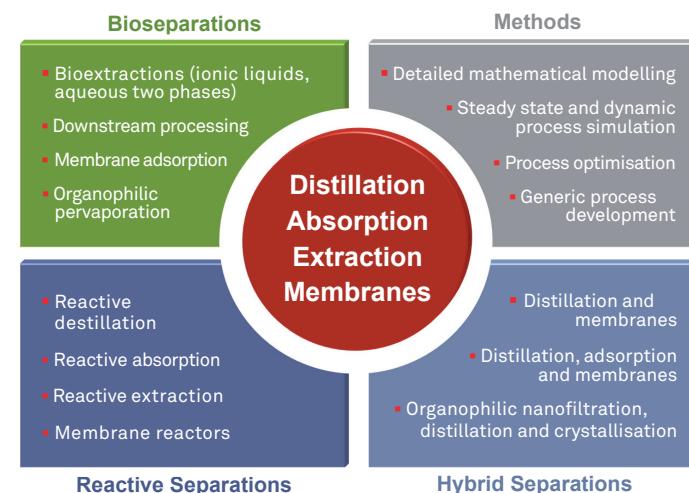 Bioseparations
▪ Bioextractions (ionic liquids,
aqueous two phases)
▪ Downstream processing
▪ Membrane adsorption
▪ Organophilic
pervaporation
Methods
▪ Detailed mathematical modelling
▪ Steady state and dynamic
process simulation
▪ Process optimisation
▪ Generic process
development
Distillation
Absorption
Extraction
Membranes
▪ Reactive
destillation
▪ Reactive absorption
▪ Reactive extraction
▪ Membrane reactors
Reactive Separations
▪ Distillation and
membranes
▪ Distillation, adsorption
and membranes
▪ Organophilic nanofiltration,
distillation and crystallisation
Hybrid Separations